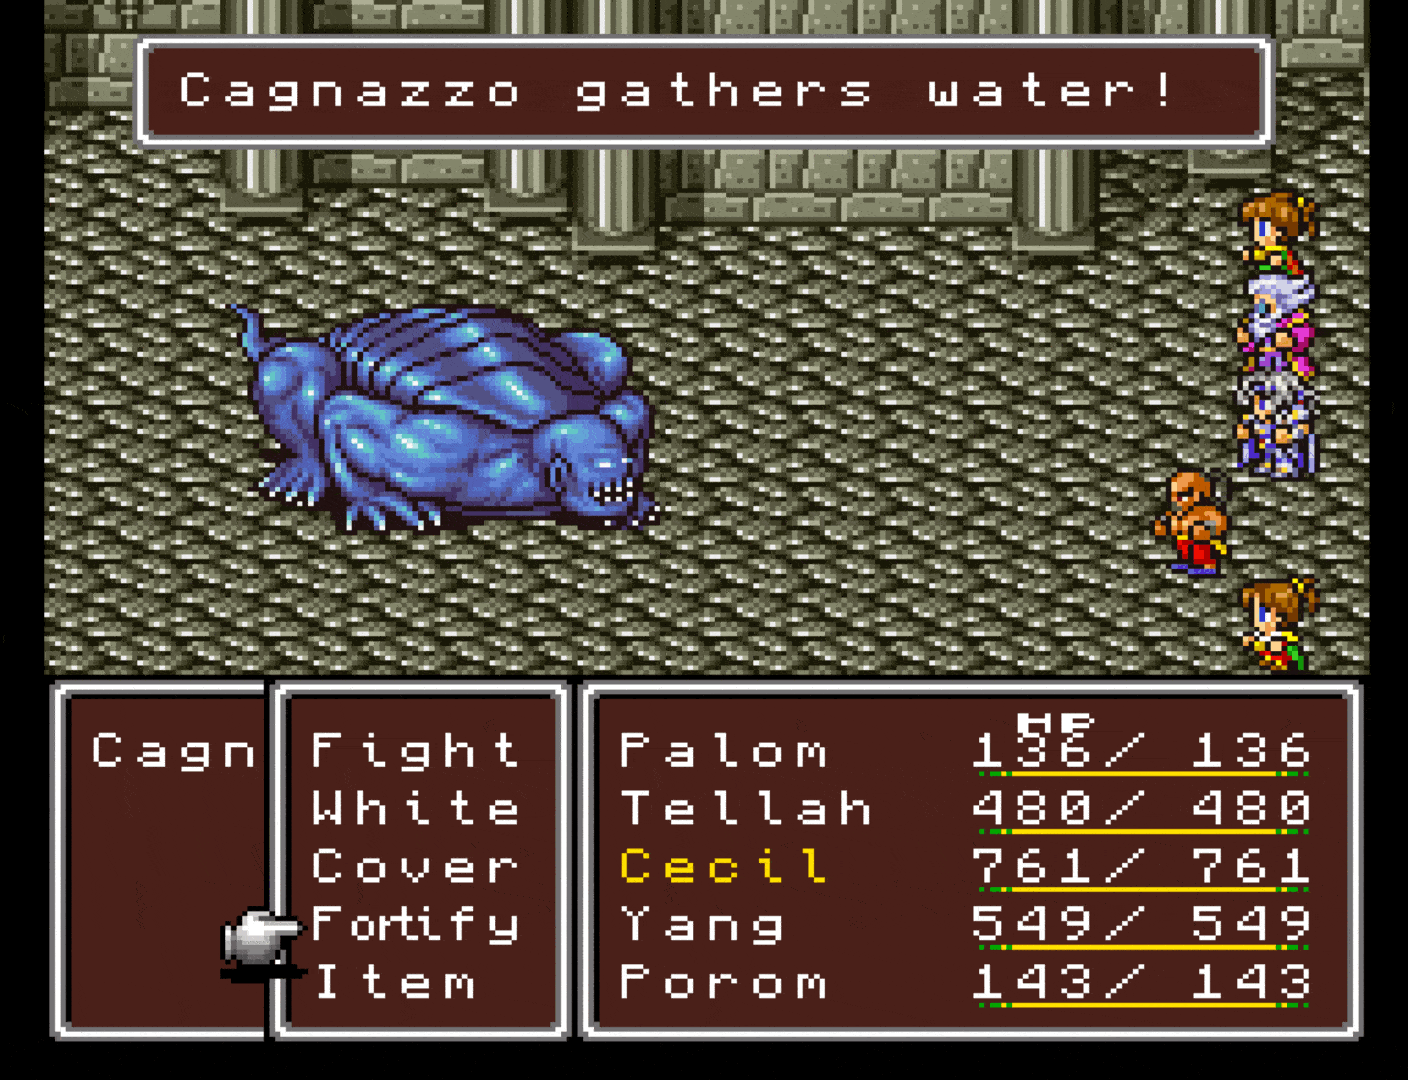 Cagnazzo gathers water!
HP
Cagn Fight Palom 136/ 136
White Tellah 480/ 480
Cover Cecil 761/ 761
Fortify Yang 549/ 549
Item Porom 143/ 143